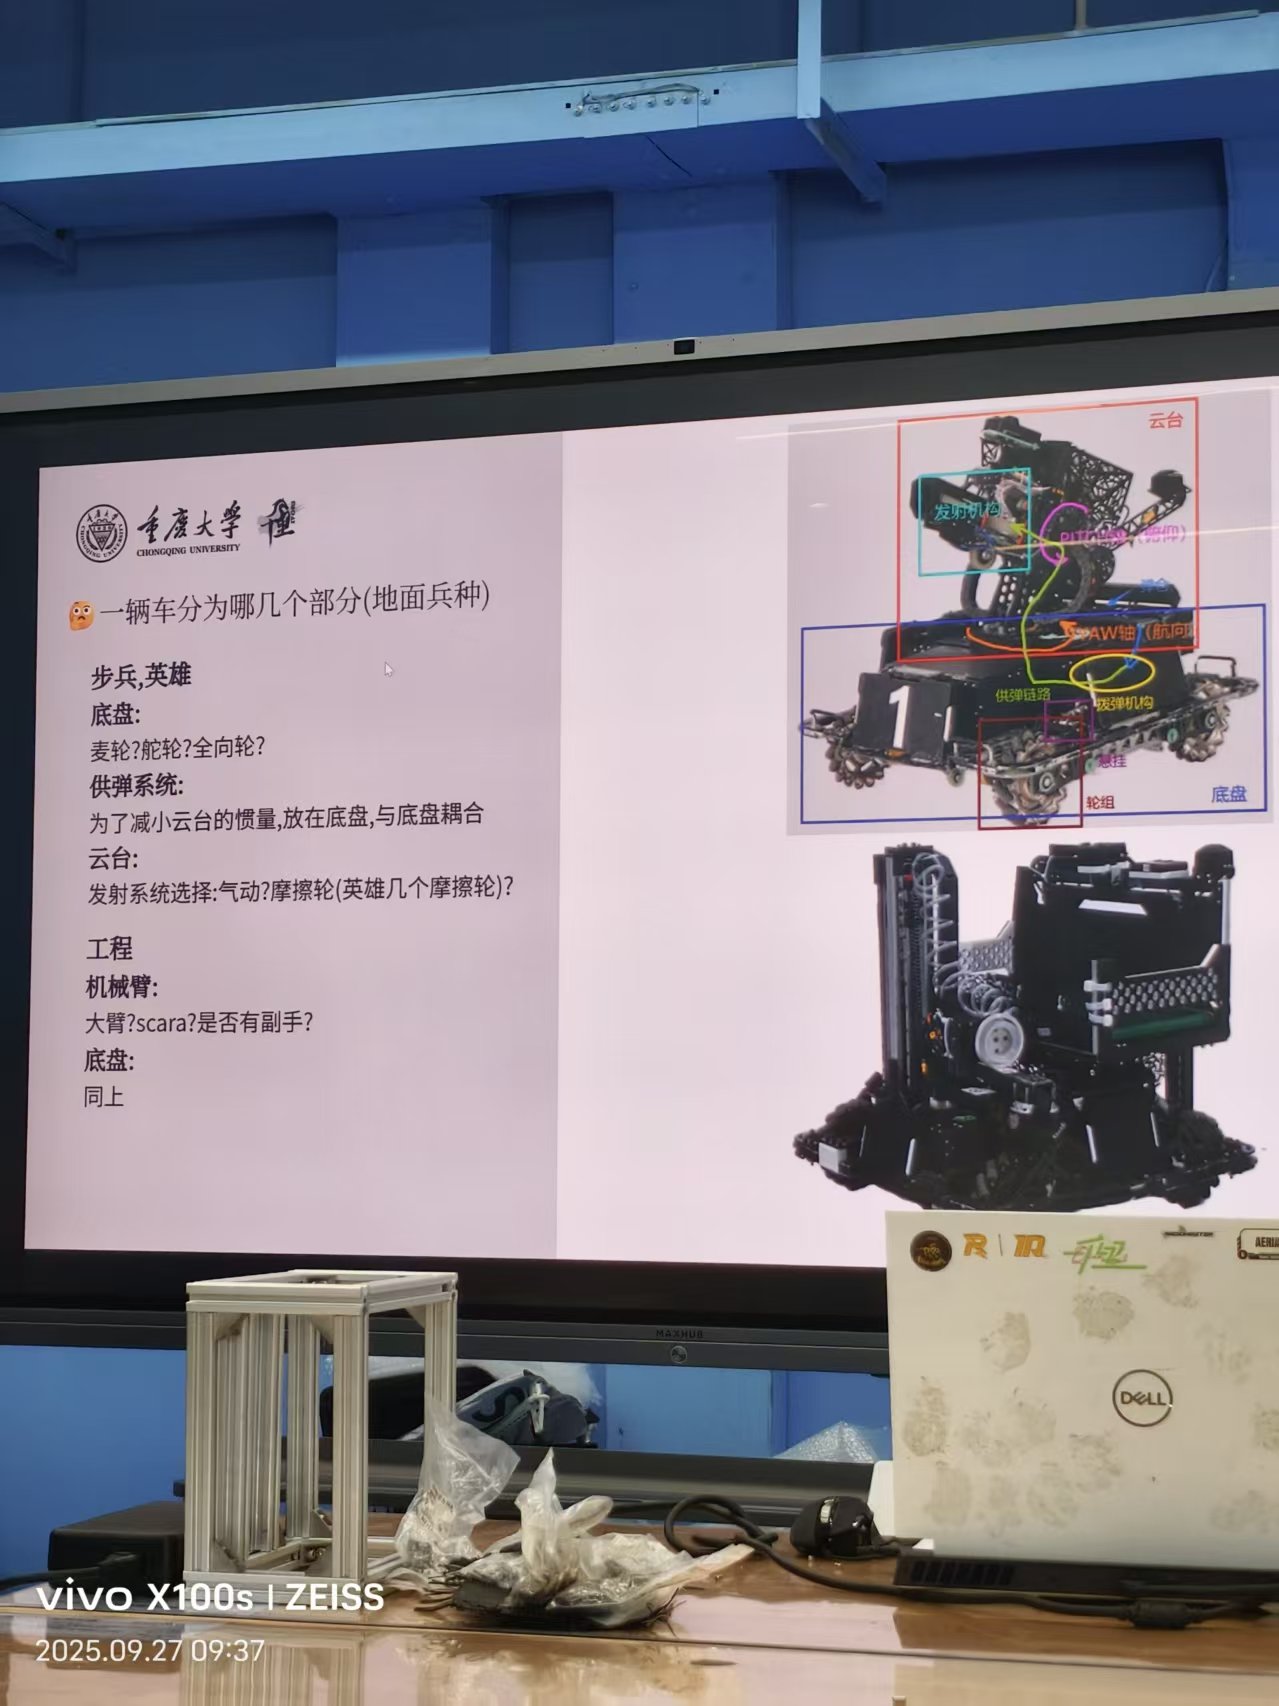 重庆大学
CHONGQING UNIVERSITY
一辆车分为哪几个部分(地面兵种)
步兵,英雄
底盘:
麦轮?舵轮?全向轮?
供弹系统:
为了减小云台的惯量,放在底盘,与底盘耦合
云台:
发射系统选择:气动?摩擦轮(英雄几个摩擦轮)?
工程
机械臂:
大臂?scara?是否有副手?
底盘:
同上
云台
发射机构
(俯仰)
YAW轴(航向)
供弹链路
拨弹机构
1
悬挂
轮组
底盘
MAXHUB
DELL
vivo X100s | ZEISS
2025.09.27 09:37